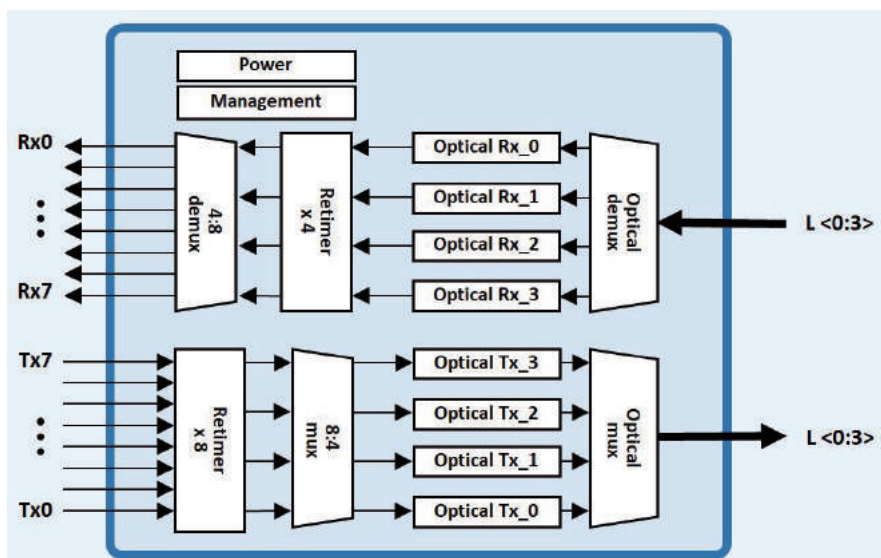 Power
Management
Rx0
Rx7
4:8
demux
Retimer
x 4
Optical Rx_0
Optical Rx_1
Optical Rx_2
Optical Rx_3
Optical
demux
L <0:3>
Tx7
Tx0
Retimer
x 8
8:4
mux
Optical Tx_3
Optical Tx_2
Optical Tx_1
Optical Tx_0
Optical
mux
L <0:3>